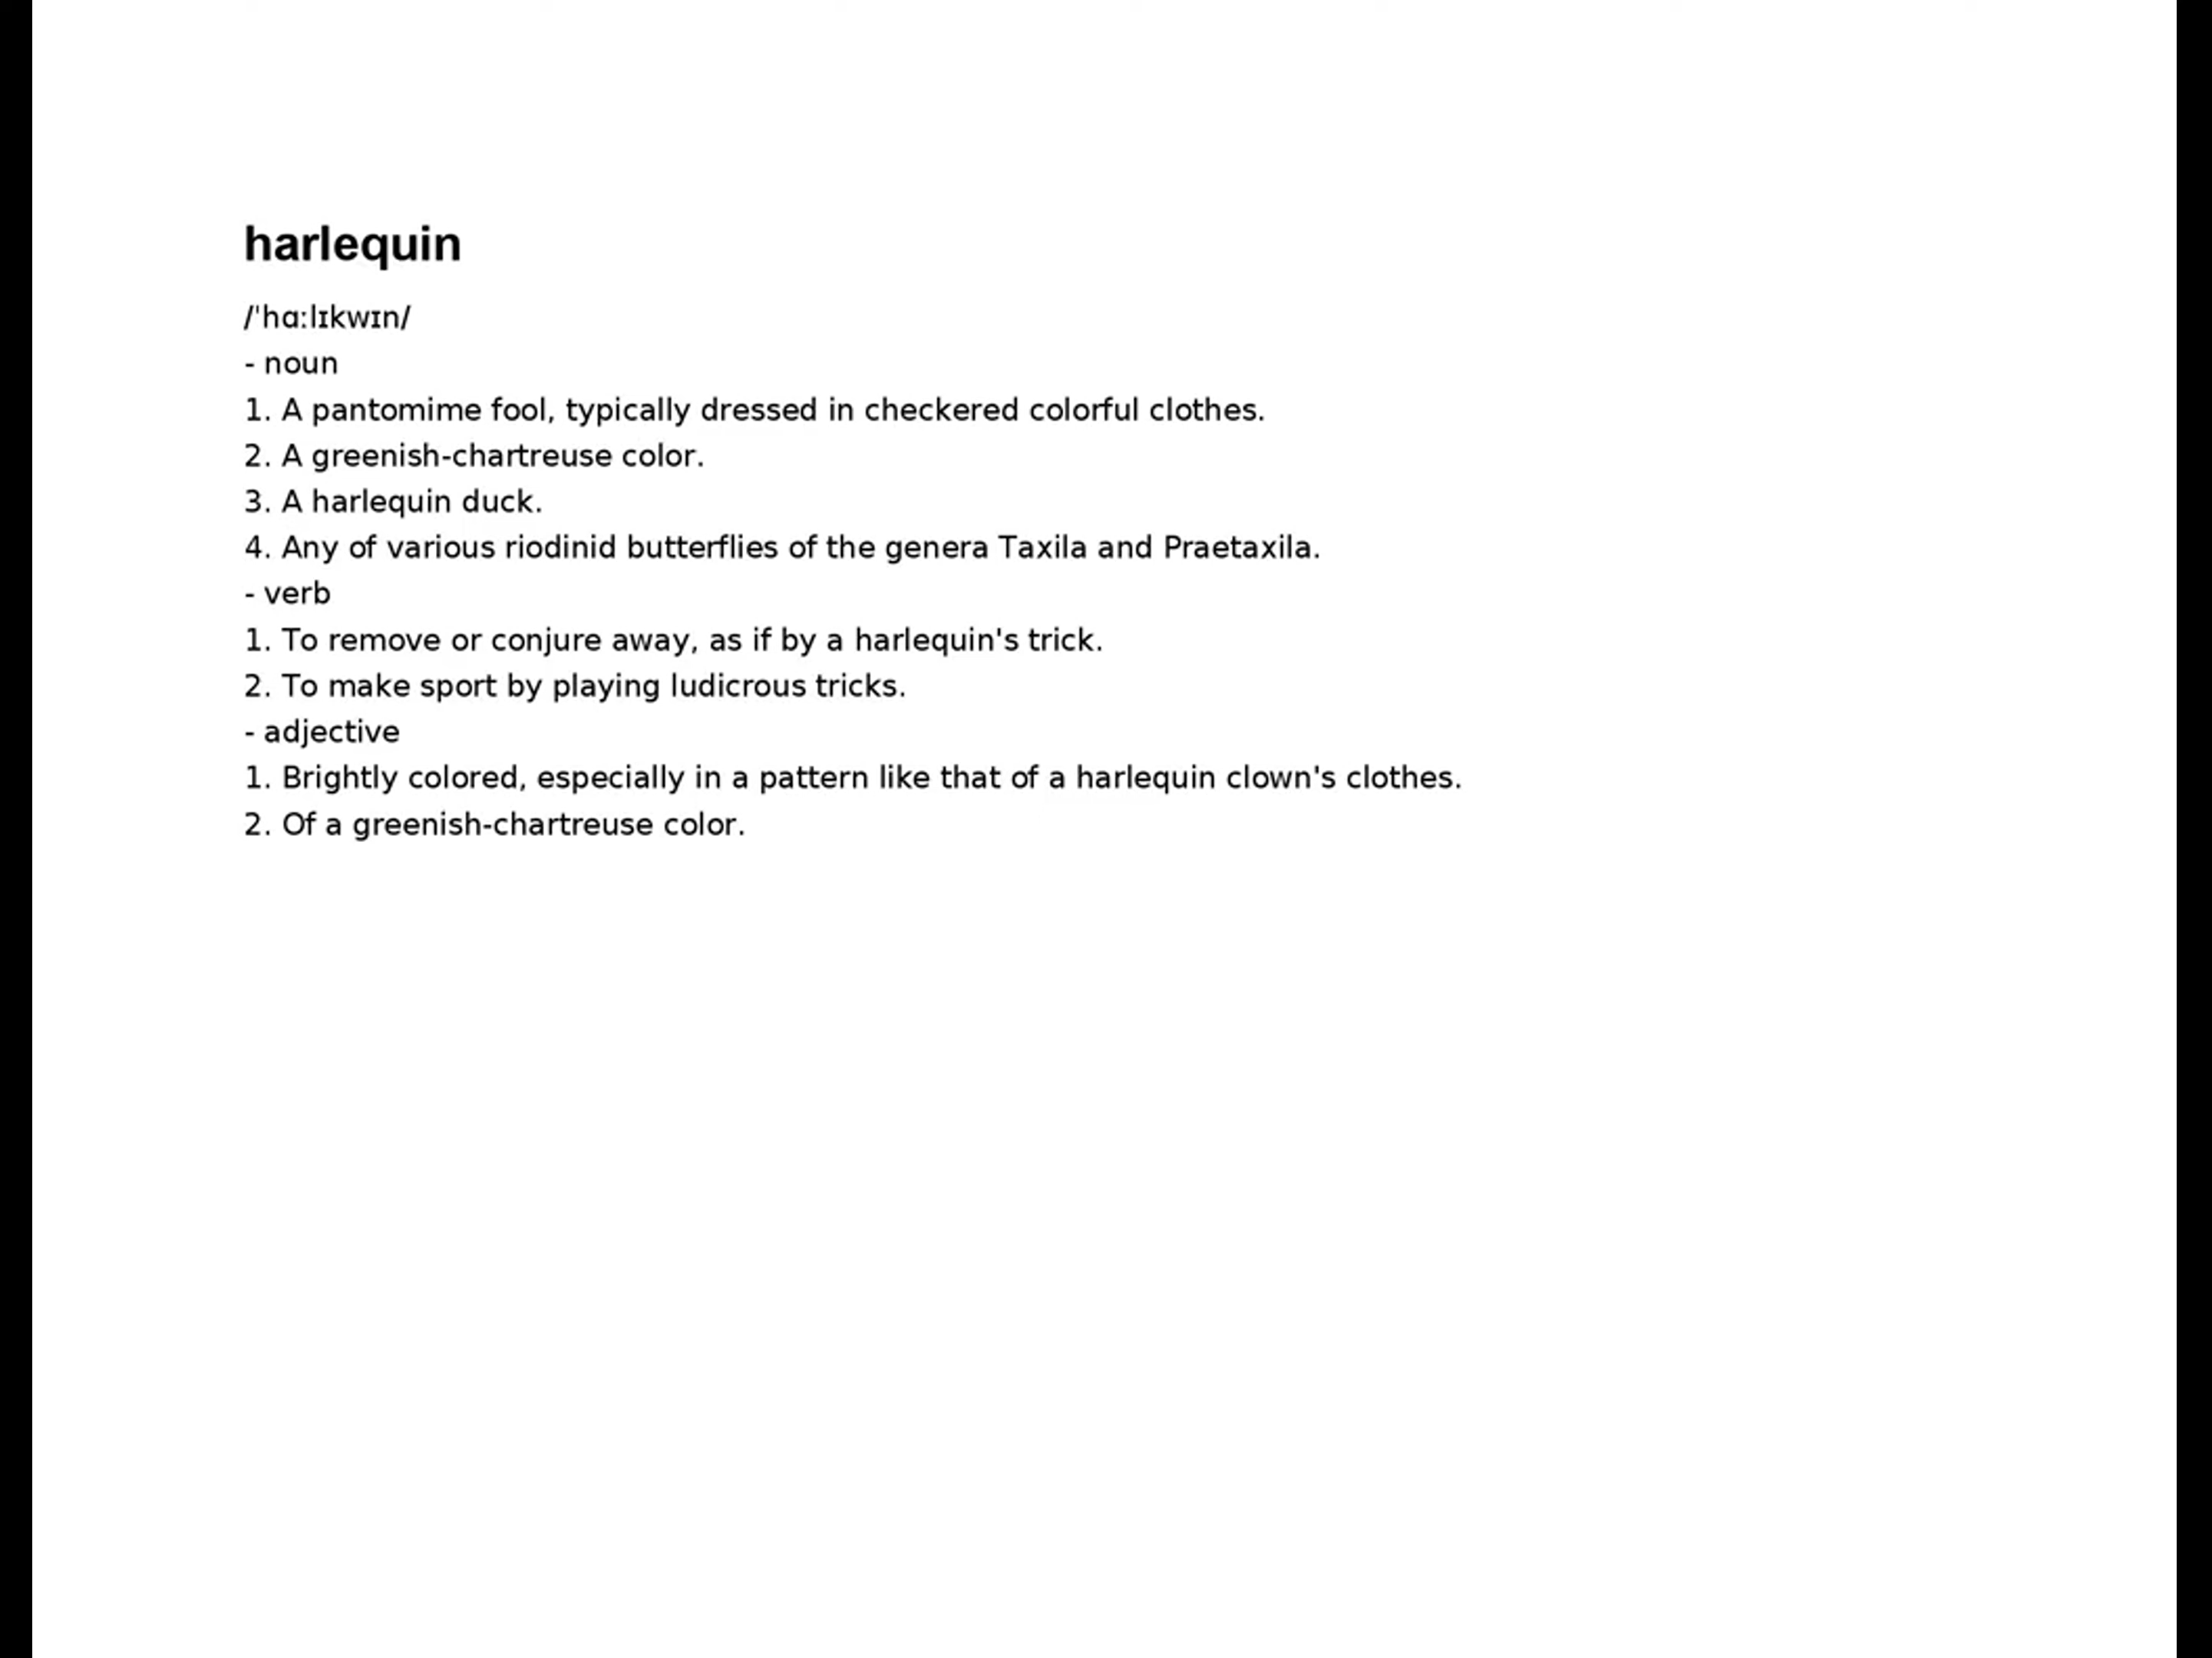 harlequin
/ˈhɑːlɪkwɪn/
- noun
1. A pantomime fool, typically dressed in checkered colorful clothes.
2. A greenish-chartreuse color.
3. A harlequin duck.
4. Any of various riodinid butterflies of the genera Taxila and Praetaxila.
- verb
1. To remove or conjure away, as if by a harlequin's trick.
2. To make sport by playing ludicrous tricks.
- adjective
1. Brightly colored, especially in a pattern like that of a harlequin clown's clothes.
2. Of a greenish-chartreuse color.